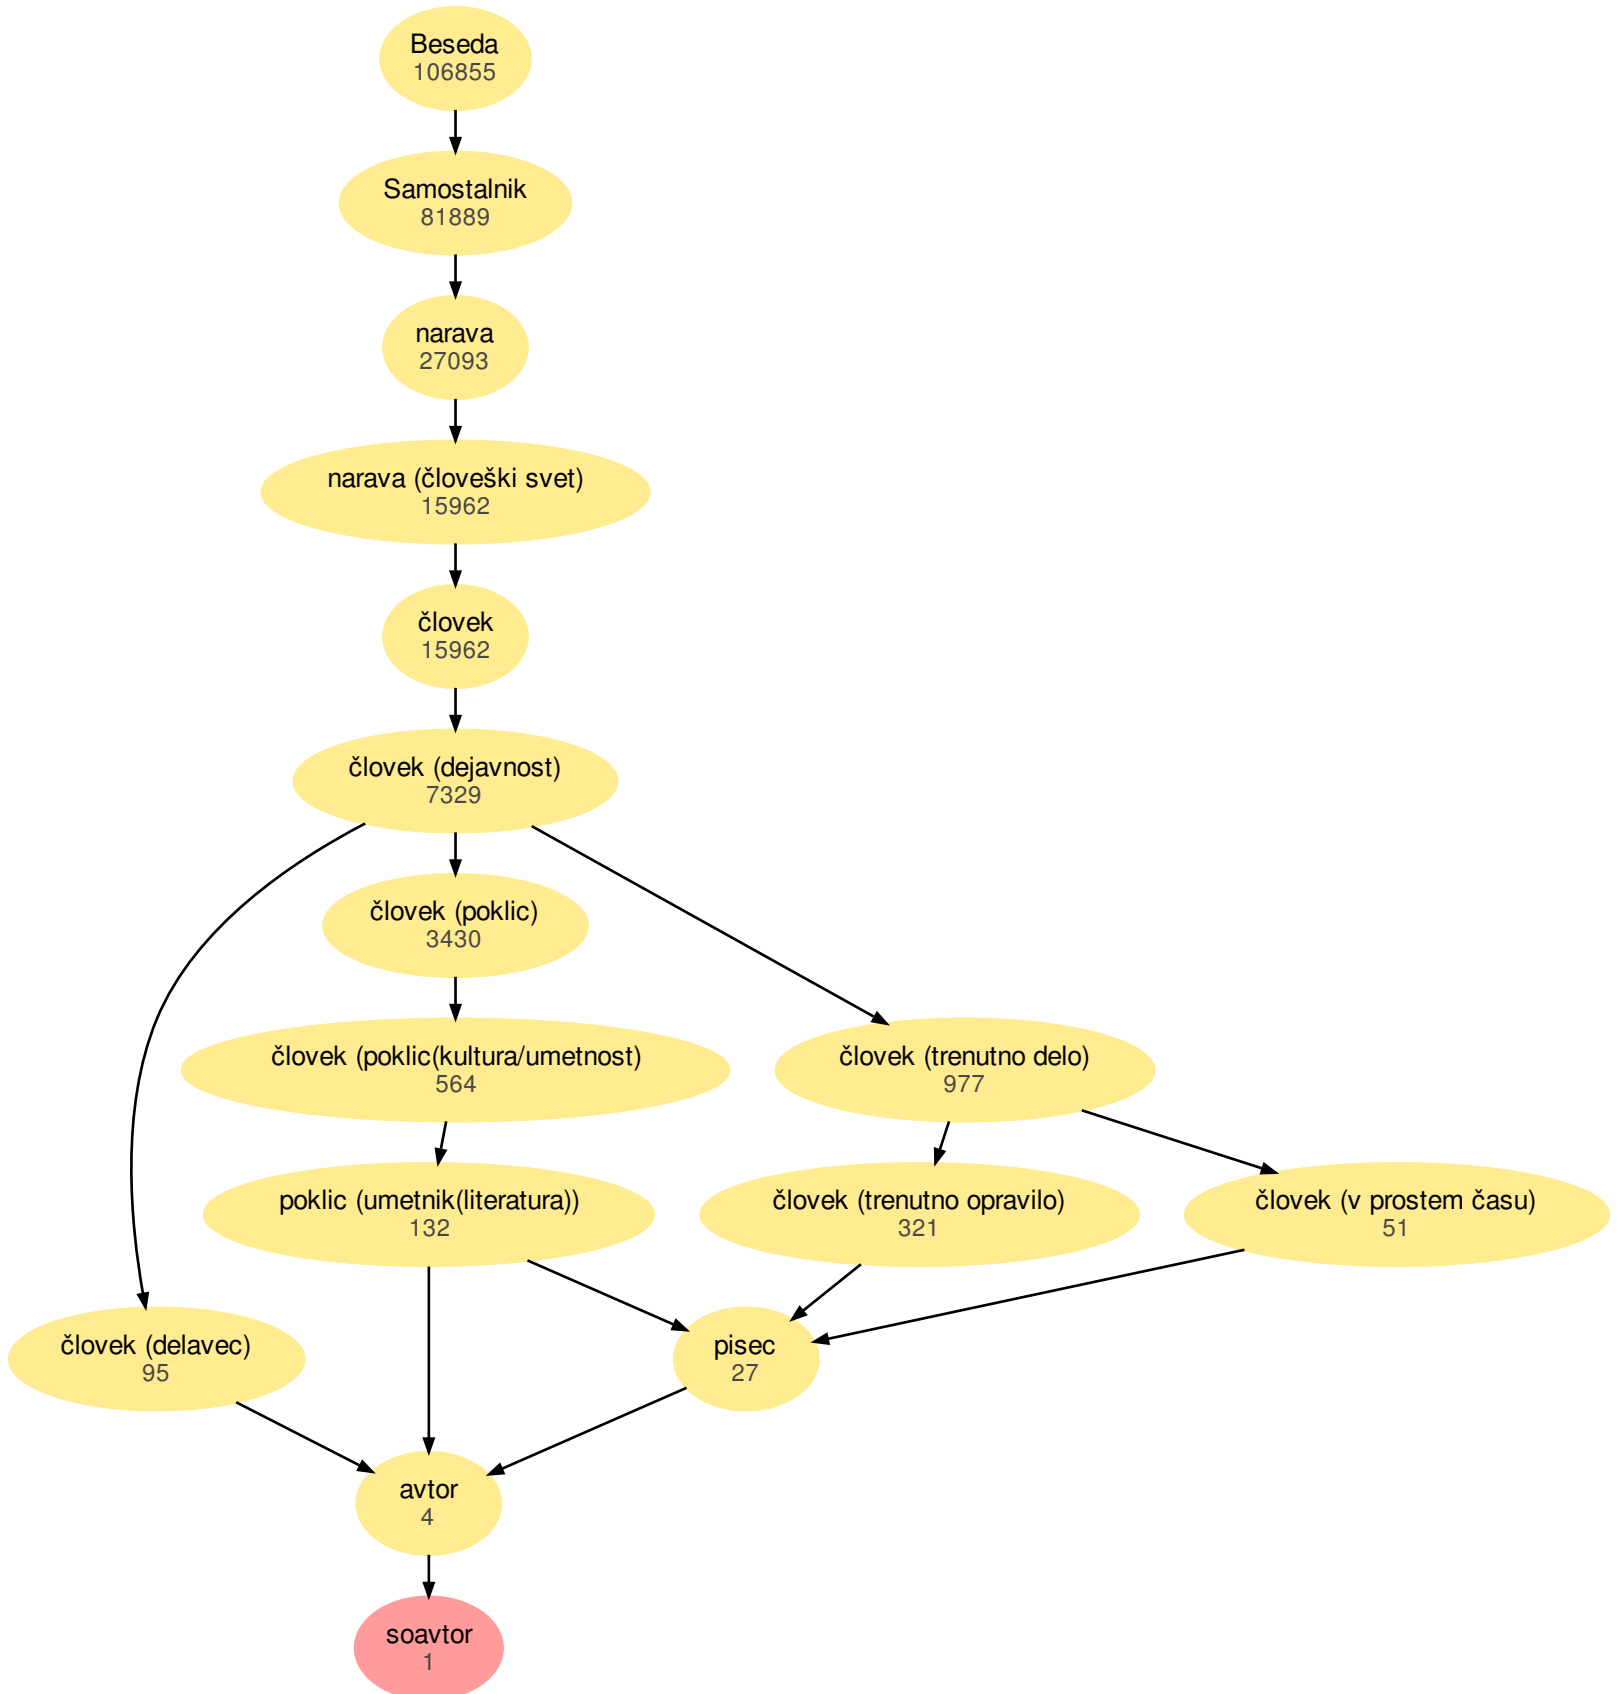 Beseda
106855
Samostalnik
81889
narava
27093
narava (človeški svet)
15962
človek
15962
človek (dejavnost)
7329
človek (poklic)
3430
človek (poklic(kultura/umetnost)
564
človek (trenutno delo)
977
poklic (umetnik(literatura))
132
človek (trenutno opravilo)
321
človek (v prostem času)
51
človek (delavec)
95
pisec
27
avtor
4
soavtor
1